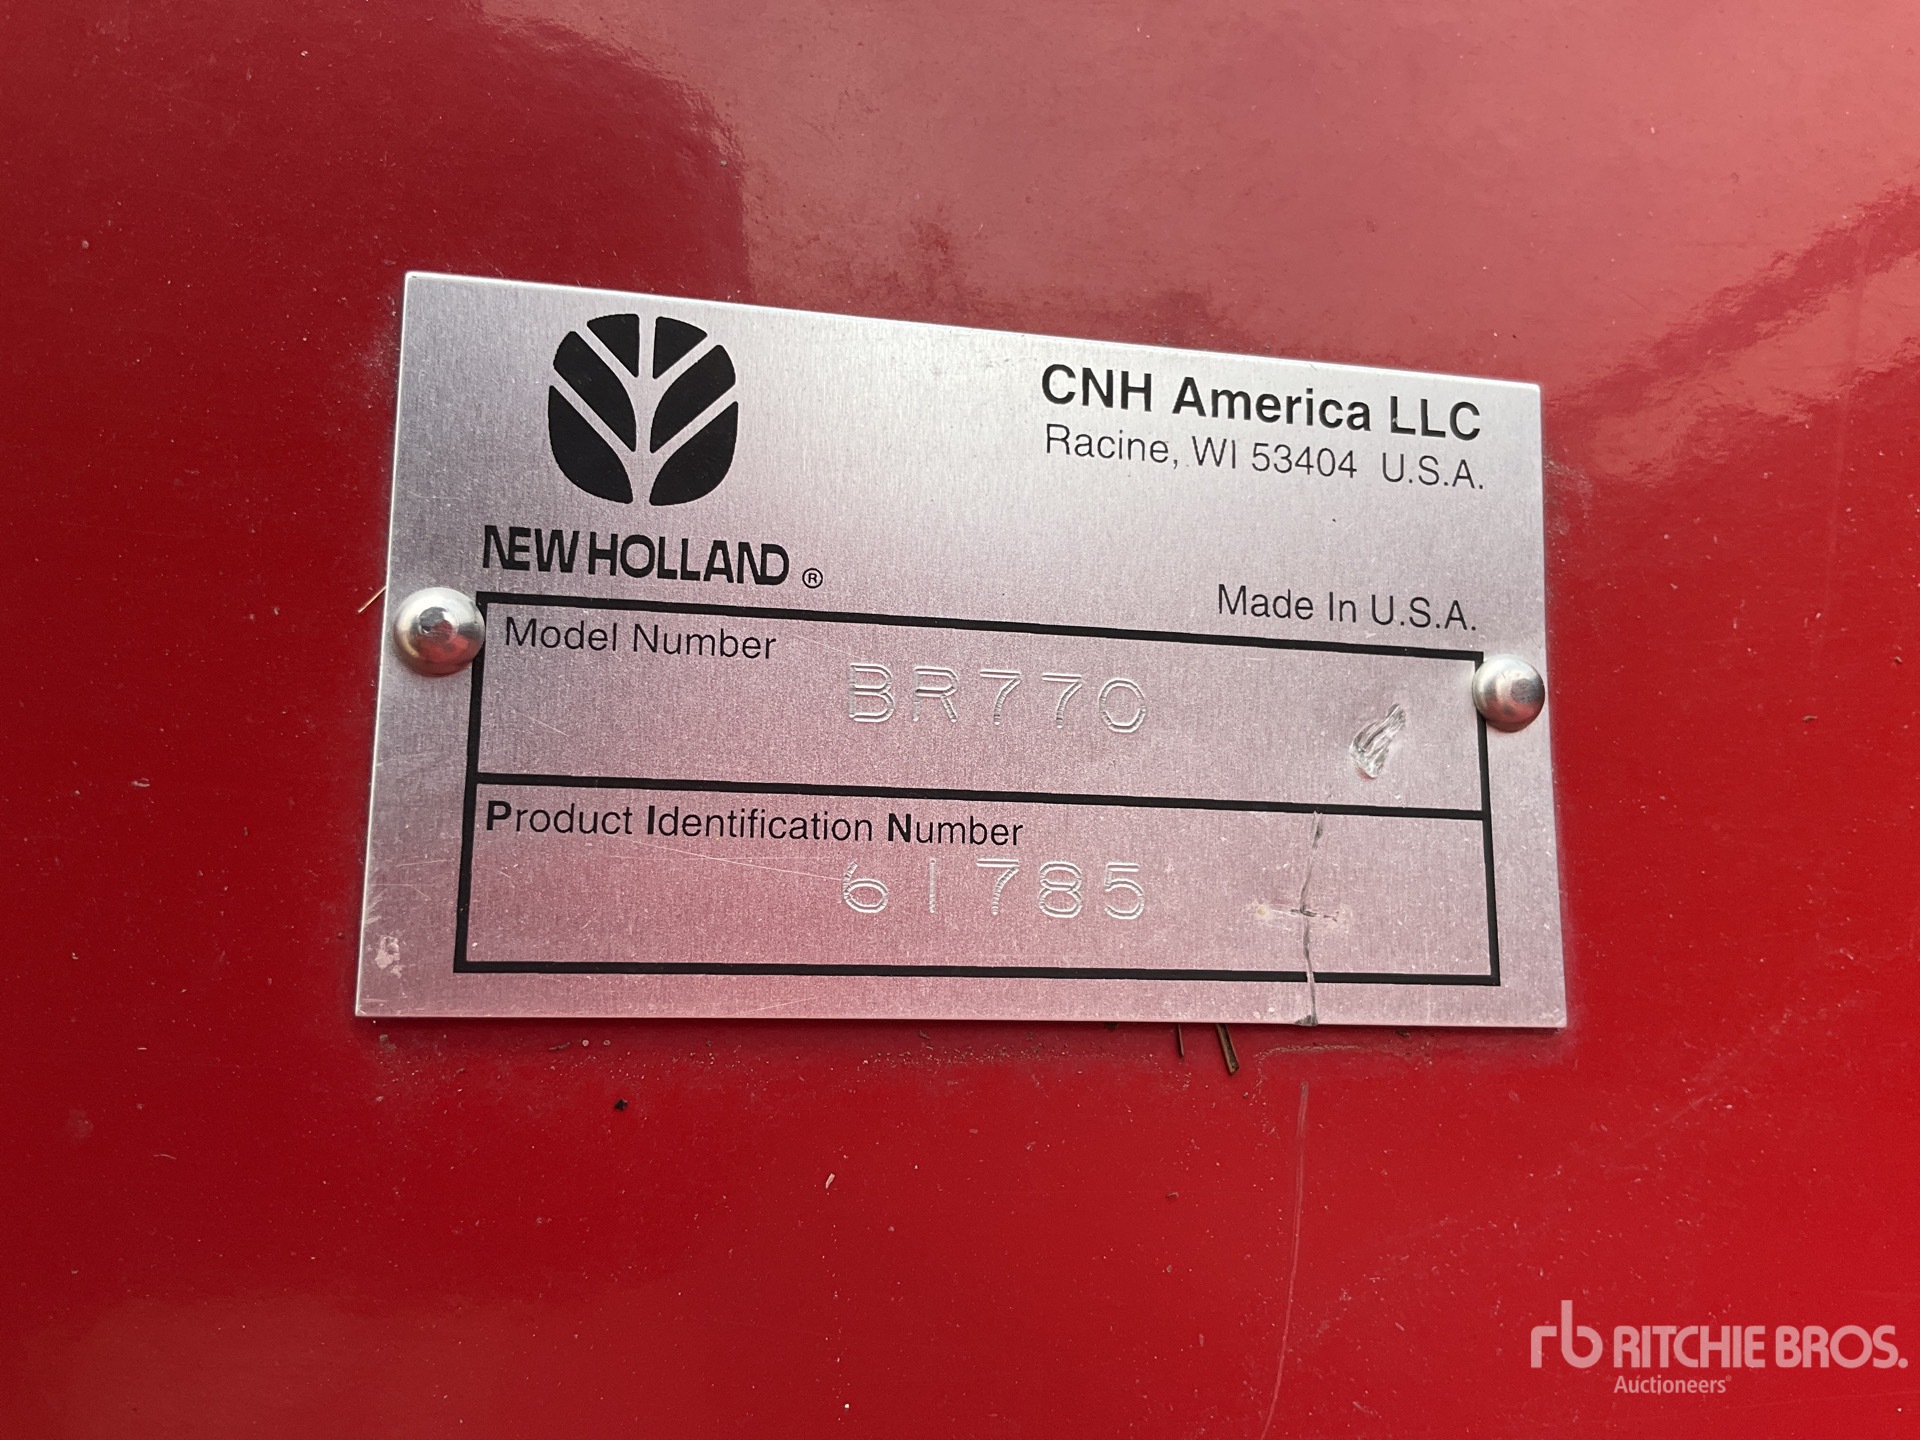 CNH America LLC
Racine, WI 53404 U.S.A.
NEW HOLLAND ®
Made In U.S.A.
Model Number
BR770
Product Identification Number
61785
rb RITCHIE BROS.
Auctioneers®